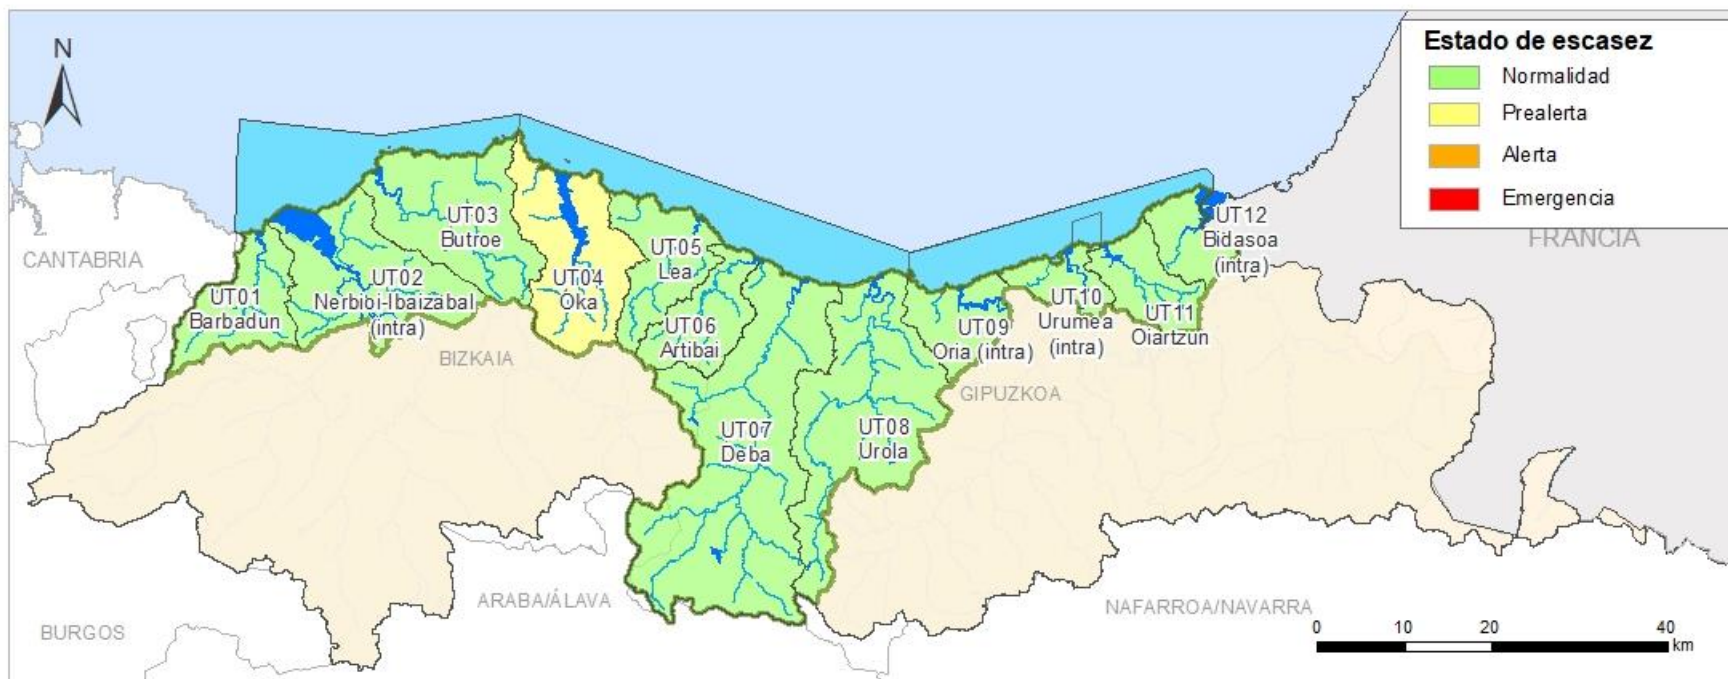 N
Estado de escasez
Normalidad
Prealerta
Alerta
Emergencia
CANTABRIA
FRANCIA
UT01
Barbadun
UT02
Nerbioi-Ibaizabal
(intra)
UT03
Butroe
UT04
Oka
UT05
Lea
UT06
Artibai
UT07
Deba
UT08
Urola
UT09
Oria (intra)
UT10
Urumea
(intra)
UT11
Oiartzun
UT12
Bidasoa
(intra)
BIZKAIA
GIPUZKOA
ARABA/ÁLAVA
NAFARROA/NAVARRA
BURGOS
0 10 20 40
km